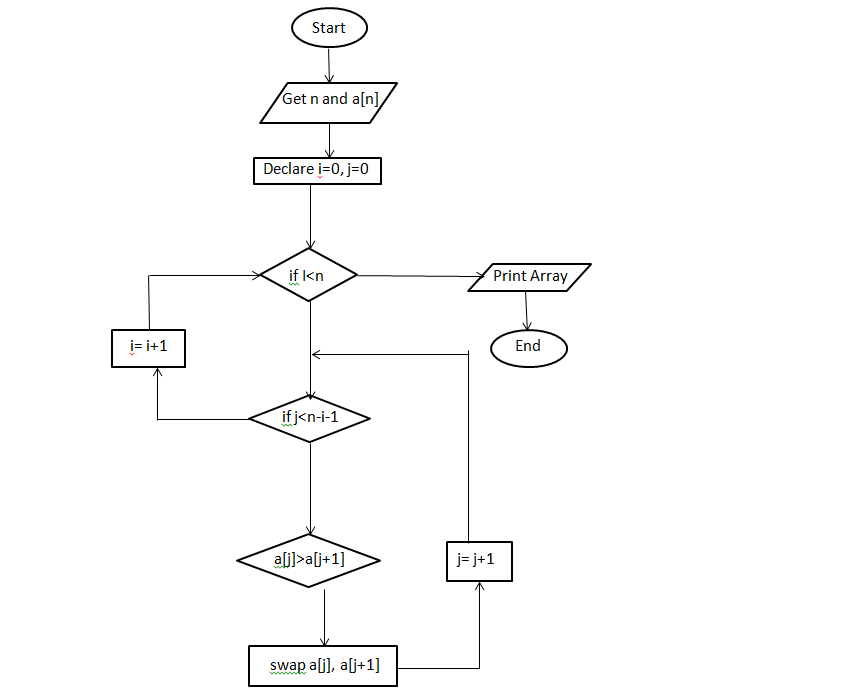 Start
Get n and a[n]
Declare i=0, j=0
if I<n
Print Array
i= i+1
End
if j<n-i-1
a[j]>a[j+1]
j= j+1
swap a[j], a[j+1]